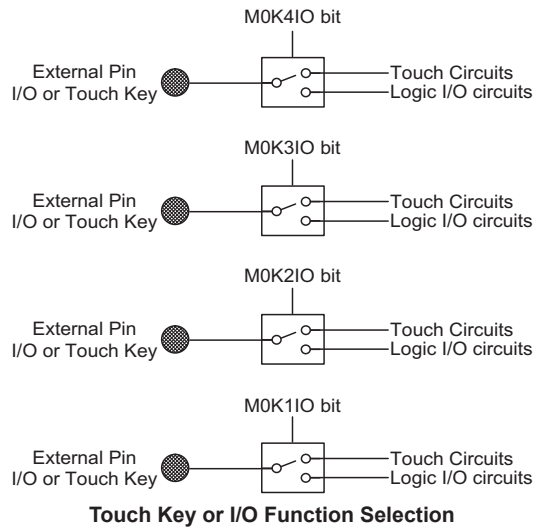 M0K4IO bit
External Pin
I/O or Touch Key
Touch Circuits
Logic I/O circuits
M0K3IO bit
External Pin
I/O or Touch Key
Touch Circuits
Logic I/O circuits
M0K2IO bit
External Pin
I/O or Touch Key
Touch Circuits
Logic I/O circuits
M0K1IO bit
External Pin
I/O or Touch Key
Touch Circuits
Logic I/O circuits
Touch Key or I/O Function Selection